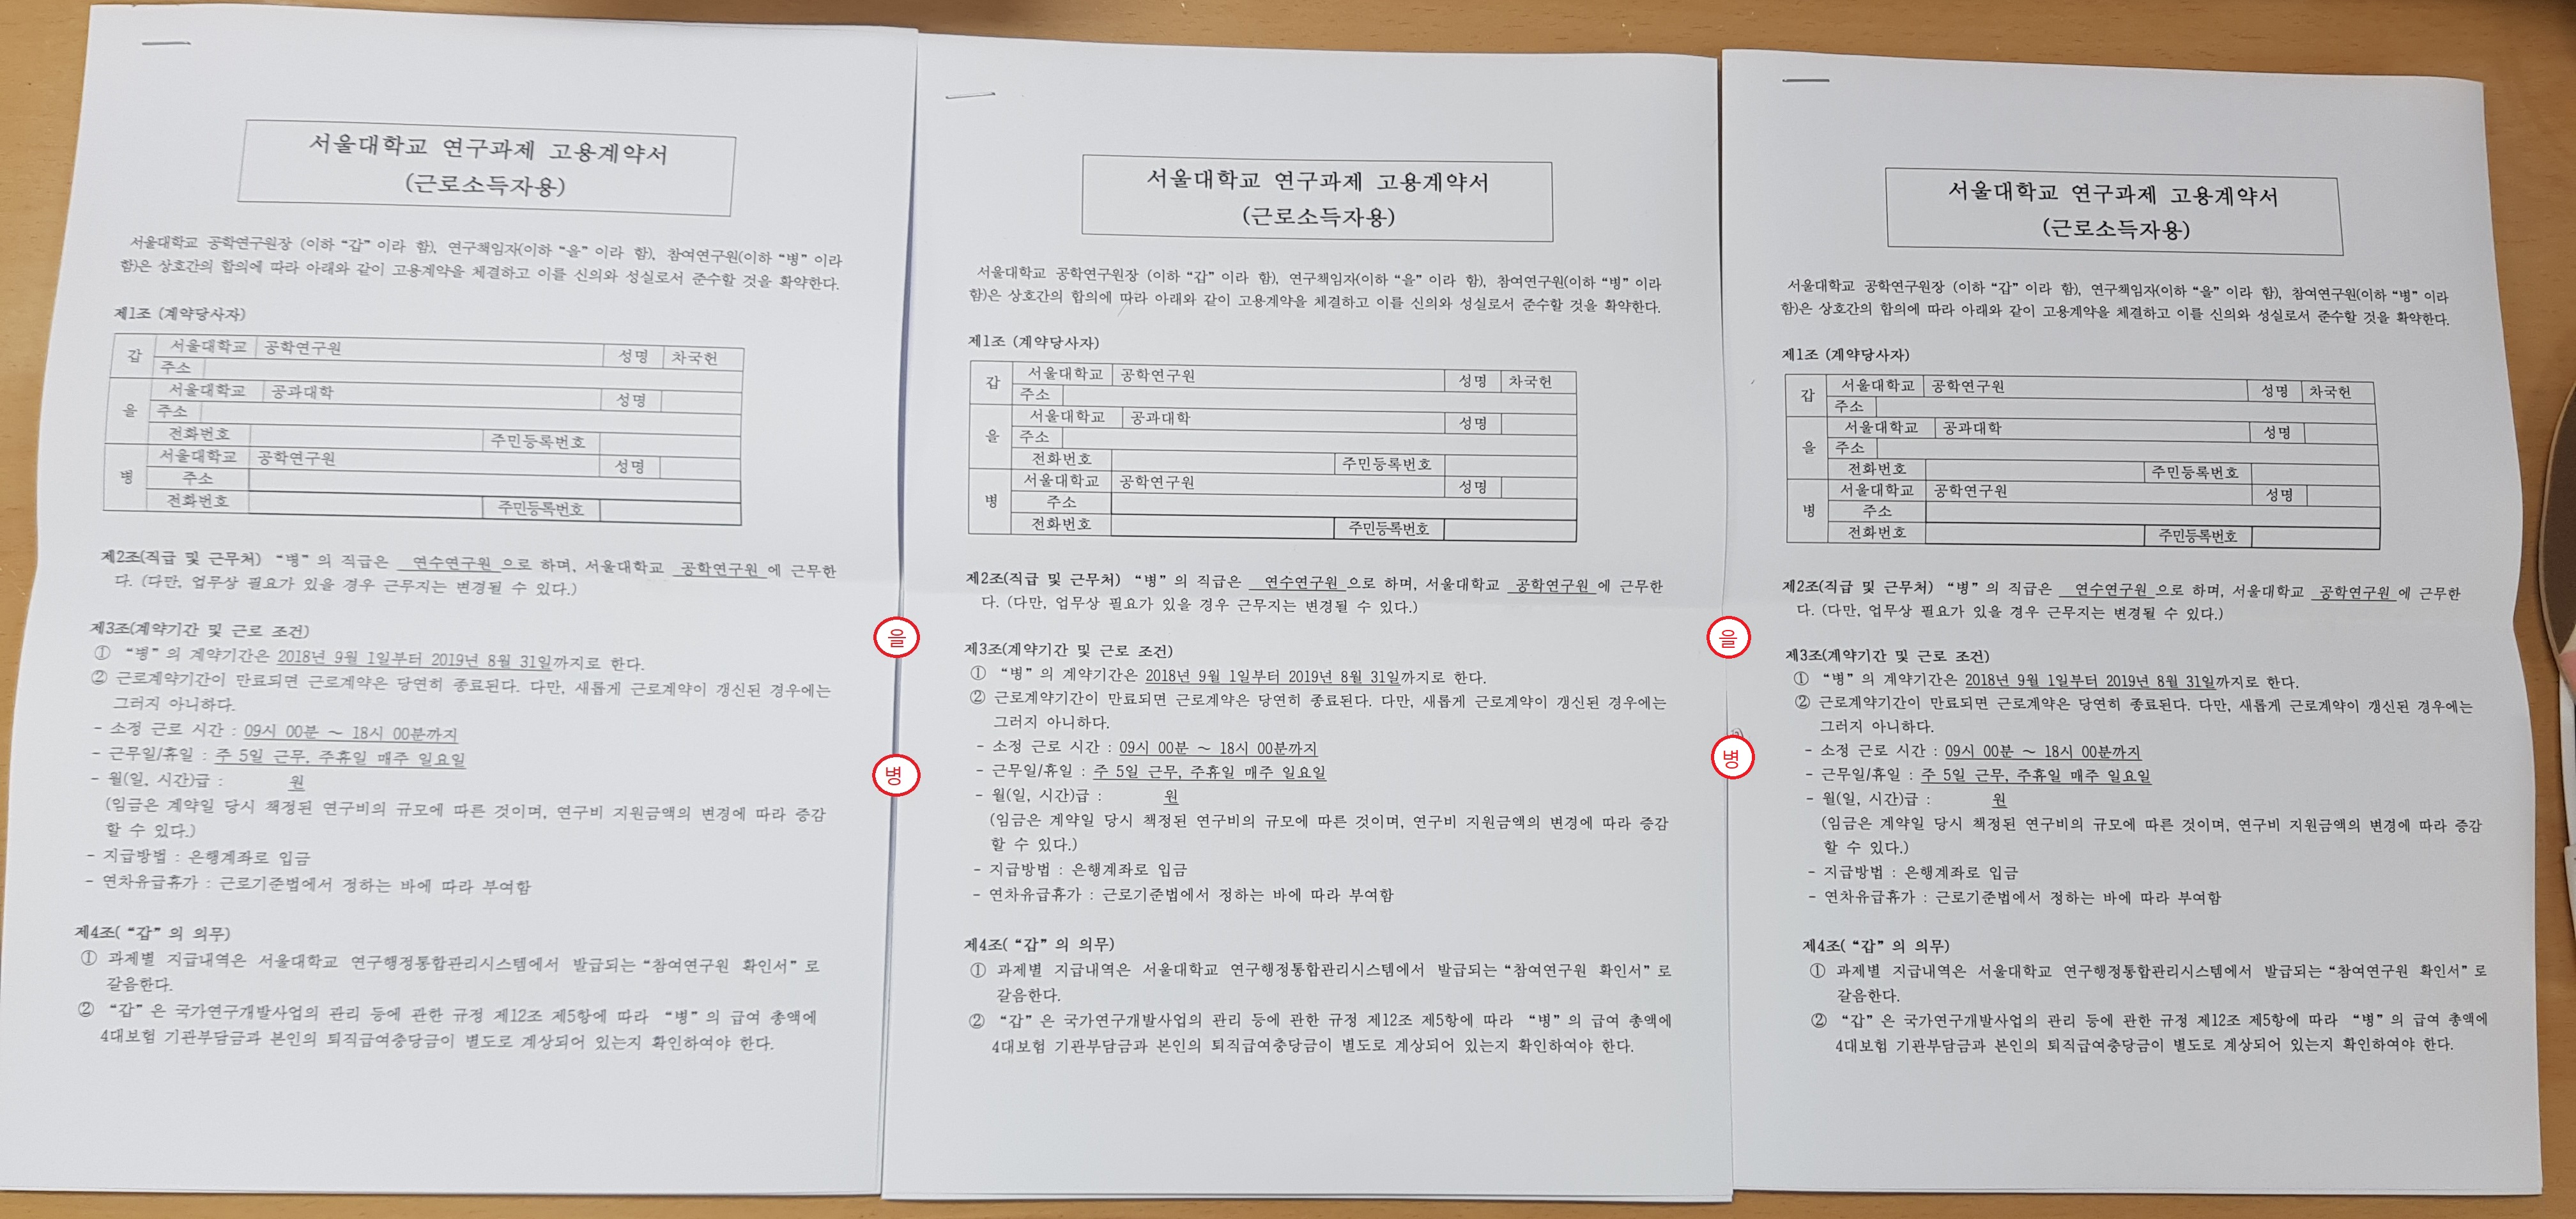 서울대학교 연구과제 고용계약서
(근로소득자용)
서울대학교 공학연구원장 (이하 “갑” 이라 함), 연구책임자(이하 “을” 이라 함), 참여연구원(이하 “병” 이라
함)은 상호간의 합의에 따라 아래와 같이 고용계약을 체결하고 이를 신의와 성실로서 준수할 것을 확약한다.
제1조 (계약당사자)
갑 서울대학교 공학연구원 성명 차국헌
주소
을 서울대학교 공과대학 성명
주소
전화번호 주민등록번호
병 서울대학교 공학연구원 성명
주소
전화번호 주민등록번호
제2조(직급 및 근무처) “병” 의 직급은 연수연구원 으로 하며, 서울대학교 공학연구원 에 근무한
다. (다만, 업무상 필요가 있을 경우 근무지는 변경될 수 있다.)
제3조(계약기간 및 근로 조건)
① “병” 의 계약기간은 2018년 9월 1일부터 2019년 8월 31일까지로 한다.
② 근로계약기간이 만료되면 근로계약은 당연히 종료된다. 다만, 새롭게 근로계약이 갱신된 경우에는
그러지 아니하다.
- 소정 근로 시간 : 09시 00분 ~ 18시 00분까지
- 근무일/휴일 : 주 5일 근무, 주휴일 매주 일요일
- 월(일, 시간)급 : 원
(임금은 계약일 당시 책정된 연구비의 규모에 따른 것이며, 연구비 지원금액의 변경에 따라 증감
할 수 있다.)
- 지급방법 : 은행계좌로 입금
- 연차유급휴가 : 근로기준법에서 정하는 바에 따라 부여함
제4조( “갑” 의 의무)
① 과제별 지급내역은 서울대학교 연구행정통합관리시스템에서 발급되는 “참여연구원 확인서” 로
갈음한다.
② “갑” 은 국가연구개발사업의 관리 등에 관한 규정 제12조 제5항에 따라 “병” 의 급여 총액에
4대보험 기관부담금과 본인의 퇴직급여충당금이 별도로 계상되어 있는지 확인하여야 한다.
을
병
서울대학교 연구과제 고용계약서
(근로소득자용)
서울대학교 공학연구원장 (이하 “갑” 이라 함), 연구책임자(이하 “을” 이라 함), 참여연구원(이하 “병” 이라
함)은 상호간의 합의에 따라 아래와 같이 고용계약을 체결하고 이를 신의와 성실로서 준수할 것을 확약한다.
제1조 (계약당사자)
갑 서울대학교 공학연구원 성명 차국헌
주소
을 서울대학교 공과대학 성명
주소
전화번호 주민등록번호
병 서울대학교 공학연구원 성명
주소
전화번호 주민등록번호
제2조(직급 및 근무처) “병” 의 직급은 연수연구원 으로 하며, 서울대학교 공학연구원 에 근무한
다. (다만, 업무상 필요가 있을 경우 근무지는 변경될 수 있다.)
제3조(계약기간 및 근로 조건)
① “병” 의 계약기간은 2018년 9월 1일부터 2019년 8월 31일까지로 한다.
② 근로계약기간이 만료되면 근로계약은 당연히 종료된다. 다만, 새롭게 근로계약이 갱신된 경우에는
그러지 아니하다.
- 소정 근로 시간 : 09시 00분 ~ 18시 00분까지
- 근무일/휴일 : 주 5일 근무, 주휴일 매주 일요일
- 월(일, 시간)급 : 원
(임금은 계약일 당시 책정된 연구비의 규모에 따른 것이며, 연구비 지원금액의 변경에 따라 증감
할 수 있다.)
- 지급방법 : 은행계좌로 입금
- 연차유급휴가 : 근로기준법에서 정하는 바에 따라 부여함
제4조( “갑” 의 의무)
① 과제별 지급내역은 서울대학교 연구행정통합관리시스템에서 발급되는 “참여연구원 확인서” 로
갈음한다.
② “갑” 은 국가연구개발사업의 관리 등에 관한 규정 제12조 제5항에 따라 “병” 의 급여 총액에
4대보험 기관부담금과 본인의 퇴직급여충당금이 별도로 계상되어 있는지 확인하여야 한다.
을
병
서울대학교 연구과제 고용계약서
(근로소득자용)
서울대학교 공학연구원장 (이하 “갑” 이라 함), 연구책임자(이하 “을” 이라 함), 참여연구원(이하 “병” 이라
함)은 상호간의 합의에 따라 아래와 같이 고용계약을 체결하고 이를 신의와 성실로서 준수할 것을 확약한다.
제1조 (계약당사자)
갑 서울대학교 공학연구원 성명 차국헌
주소
을 서울대학교 공과대학 성명
주소
전화번호 주민등록번호
병 서울대학교 공학연구원 성명
주소
전화번호 주민등록번호
제2조(직급 및 근무처) “병” 의 직급은 연수연구원 으로 하며, 서울대학교 공학연구원 에 근무한
다. (다만, 업무상 필요가 있을 경우 근무지는 변경될 수 있다.)
제3조(계약기간 및 근로 조건)
① “병” 의 계약기간은 2018년 9월 1일부터 2019년 8월 31일까지로 한다.
② 근로계약기간이 만료되면 근로계약은 당연히 종료된다. 다만, 새롭게 근로계약이 갱신된 경우에는
그러지 아니하다.
- 소정 근로 시간 : 09시 00분 ~ 18시 00분까지
- 근무일/휴일 : 주 5일 근무, 주휴일 매주 일요일
- 월(일, 시간)급 : 원
(임금은 계약일 당시 책정된 연구비의 규모에 따른 것이며, 연구비 지원금액의 변경에 따라 증감
할 수 있다.)
- 지급방법 : 은행계좌로 입금
- 연차유급휴가 : 근로기준법에서 정하는 바에 따라 부여함
제4조( “갑” 의 의무)
① 과제별 지급내역은 서울대학교 연구행정통합관리시스템에서 발급되는 “참여연구원 확인서” 로
갈음한다.
② “갑” 은 국가연구개발사업의 관리 등에 관한 규정 제12조 제5항에 따라 “병” 의 급여 총액에
4대보험 기관부담금과 본인의 퇴직급여충당금이 별도로 계상되어 있는지 확인하여야 한다.